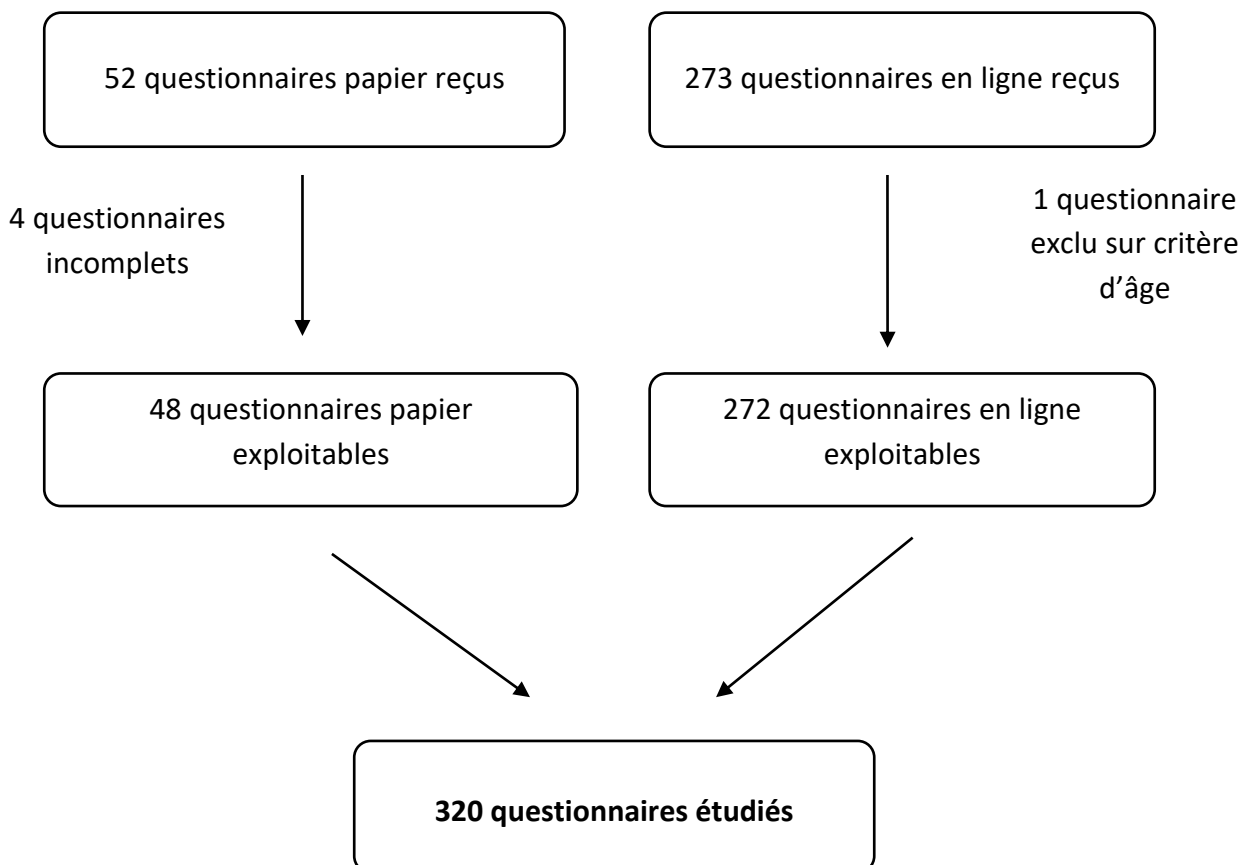 52 questionnaires papier reçus
273 questionnaires en ligne reçus
4 questionnaires
incomplets
1 questionnaire
exclu sur critère
d’âge
48 questionnaires papier
exploitables
272 questionnaires en ligne
exploitables
320 questionnaires étudiés